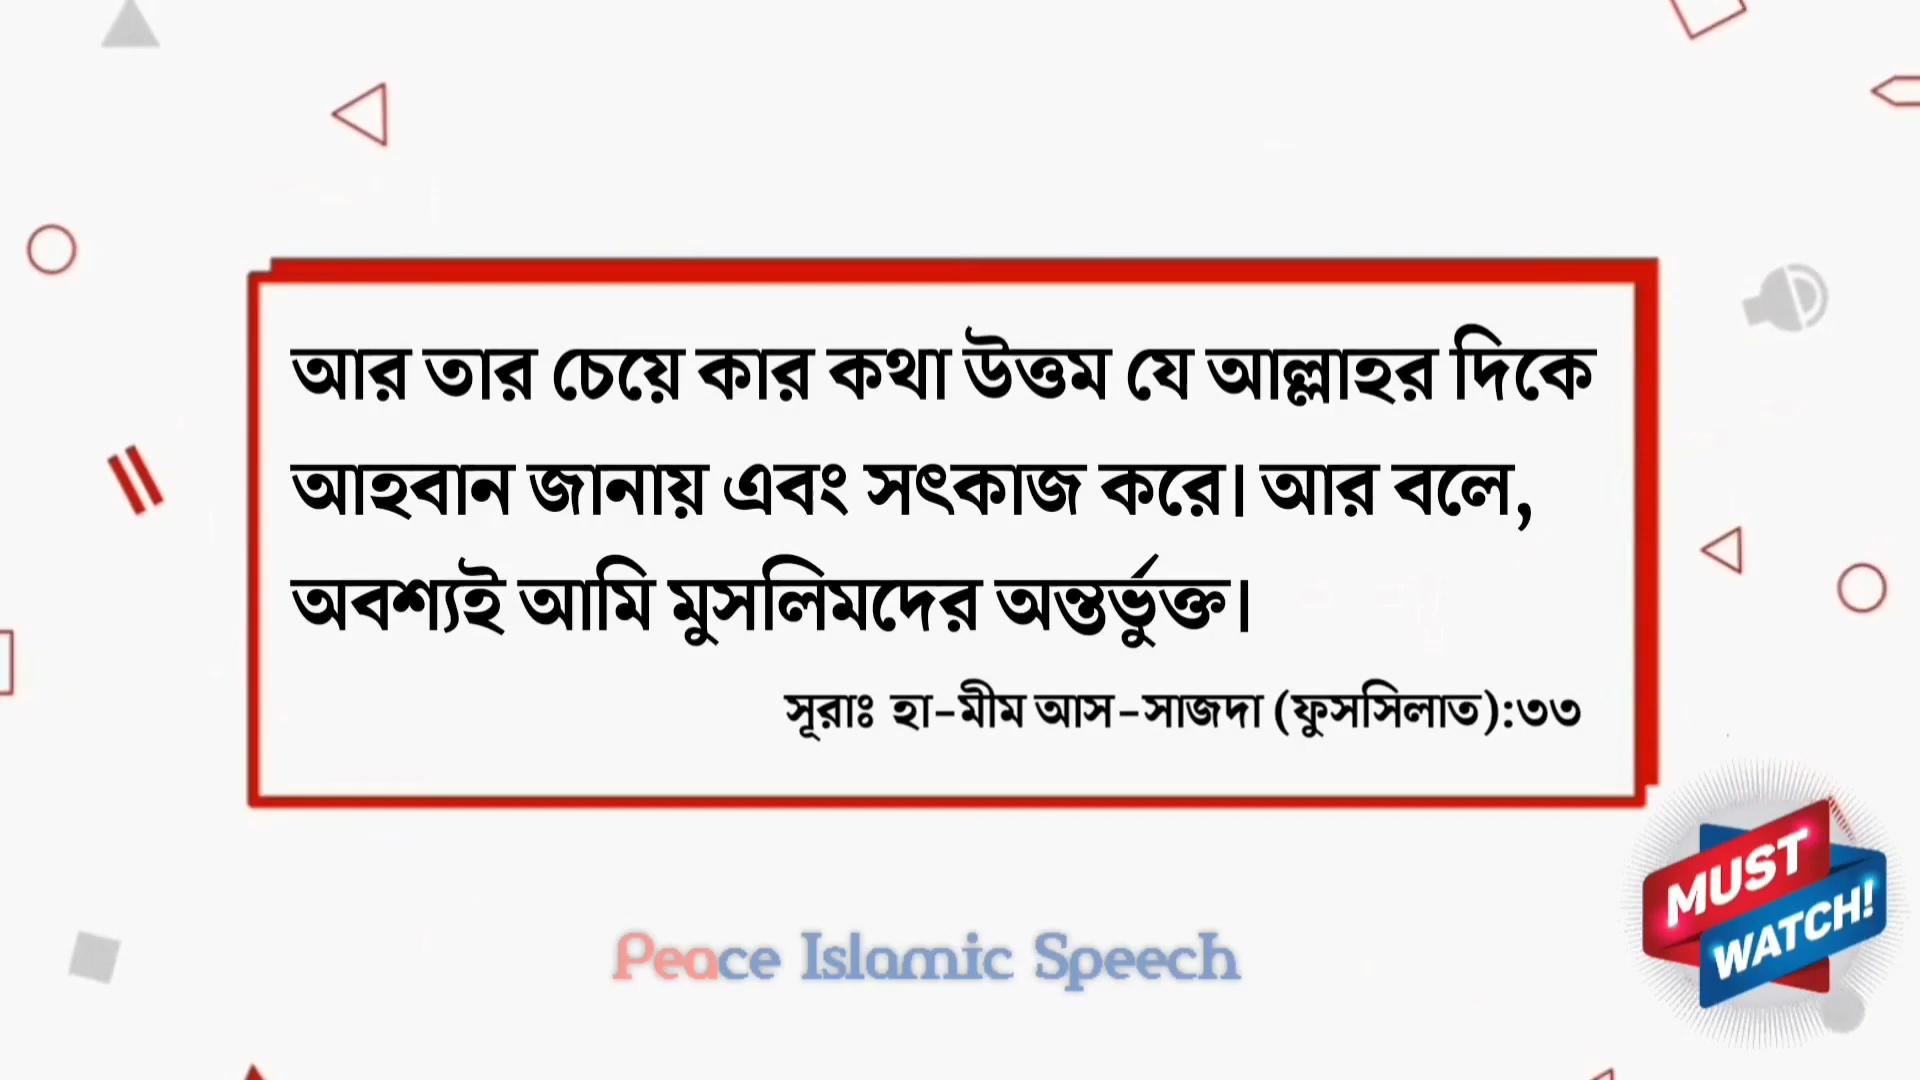 আর তার চেয়ে কার কথা উত্তম যে আল্লাহর দিকে
আহবান জানায় এবং সৎকাজ করে। আর বলে,
অবশ্যই আমি মুসলিমদের অন্তর্ভুক্ত।
সূরাঃ হা-মীম আস-সাজদা (ফুসসিলাত):৩৩
MUST
WATCH!
Peace Islamic Speech